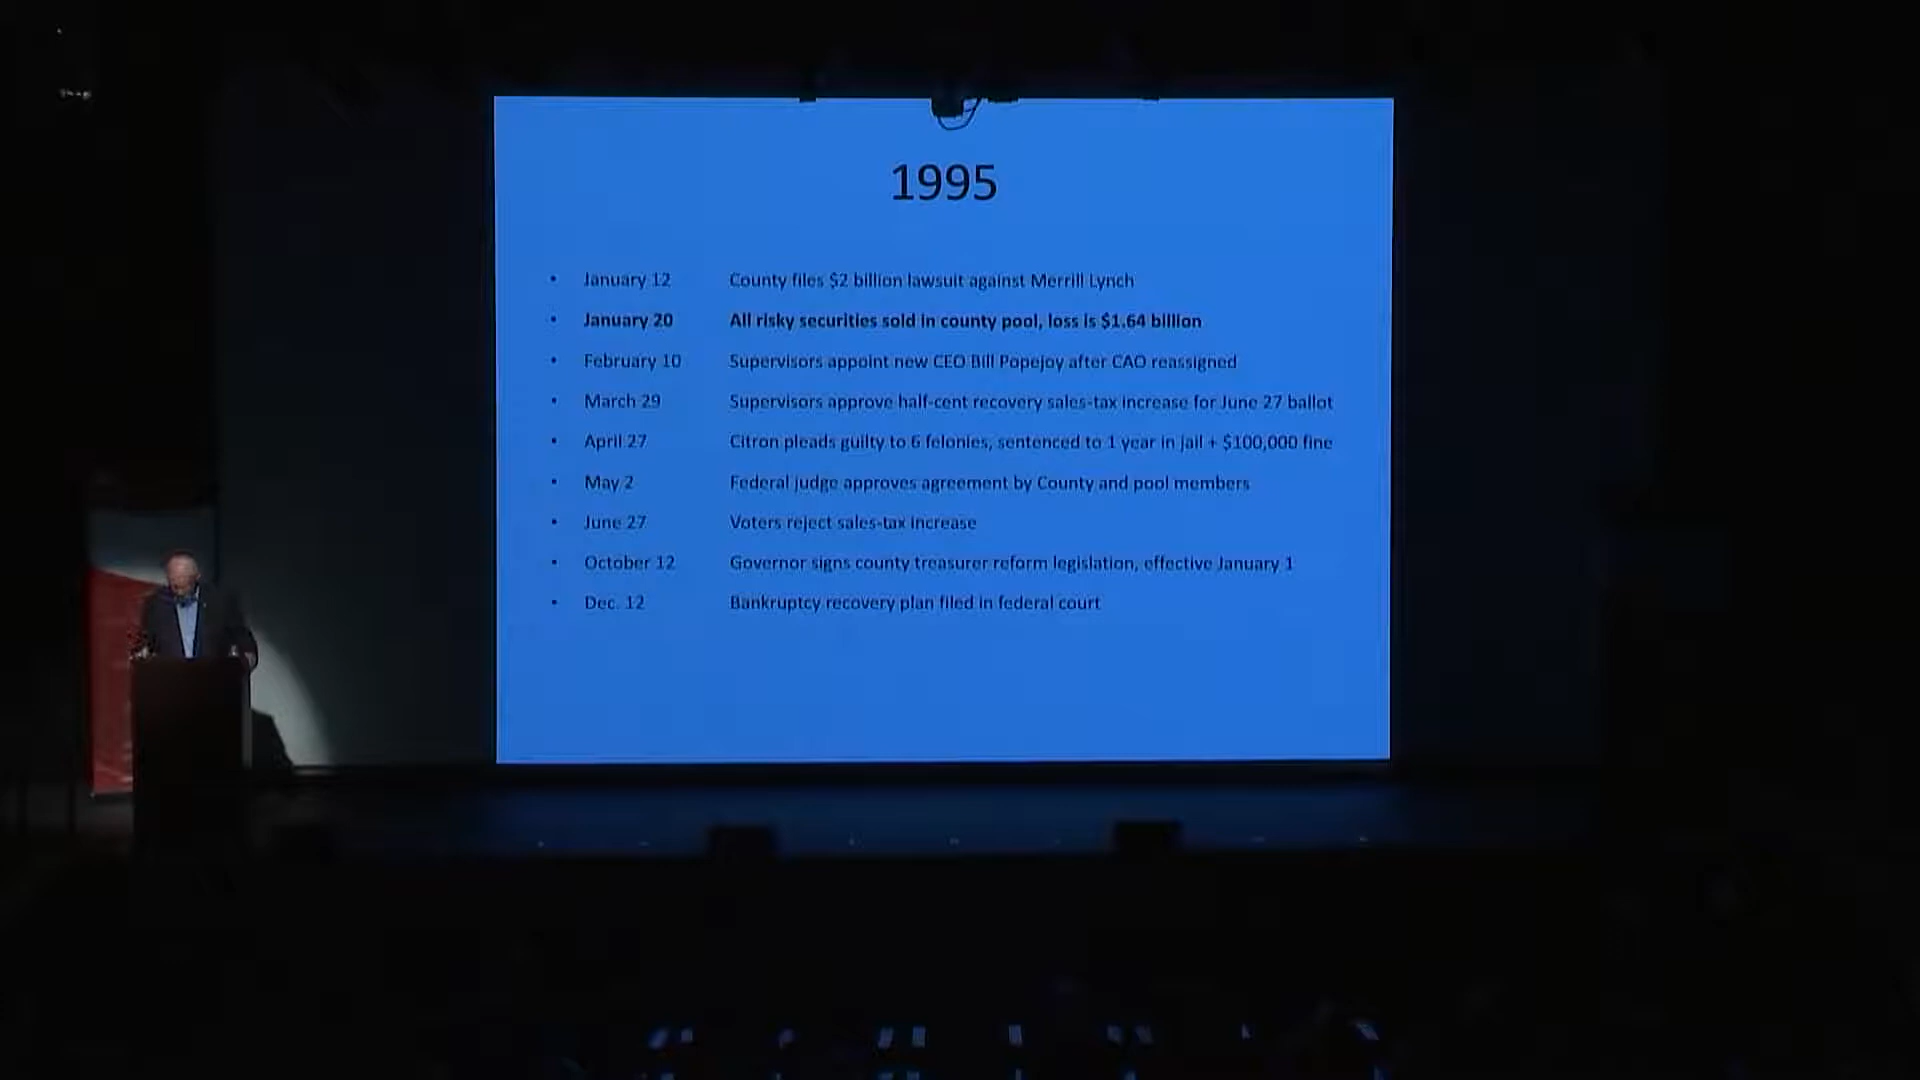 1995
• January 12 County files $2 billion lawsuit against Merrill Lynch
• January 20 All risky securities sold in county pool, loss is $1.64 billion
• February 10 Supervisors appoint new CEO Bill Popejoy after CAO reassigned
• March 29 Supervisors approve half-cent recovery sales-tax increase for June 27 ballot
• April 27 Citron pleads guilty to 6 felonies, sentenced to 1 year in jail + $100,000 fine
• May 2 Federal judge approves agreement by County and pool members
• June 27 Voters reject sales-tax increase
• October 12 Governor signs county treasurer reform legislation, effective January 1
• Dec. 12 Bankruptcy recovery plan filed in federal court